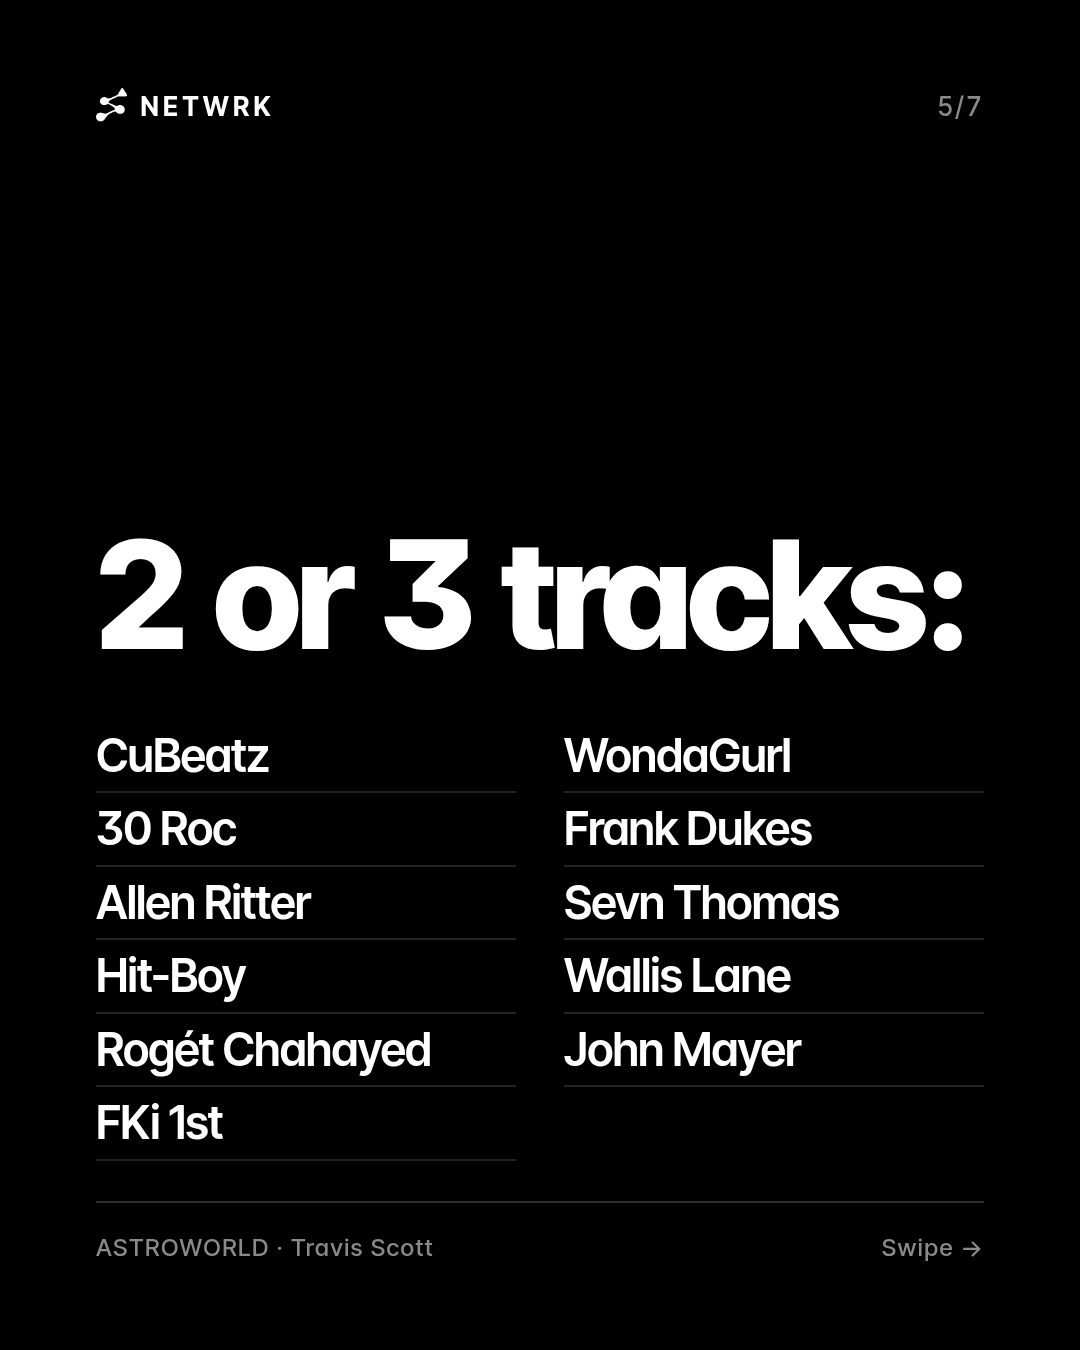 NETWRK
5/7
2 or 3 tracks:
CuBeatz
30 Roc
Allen Ritter
Hit-Boy
Rogét Chahayed
FKi 1st
WondaGurl
Frank Dukes
Sevn Thomas
Wallis Lane
John Mayer
ASTROWORLD · Travis Scott
Swipe →